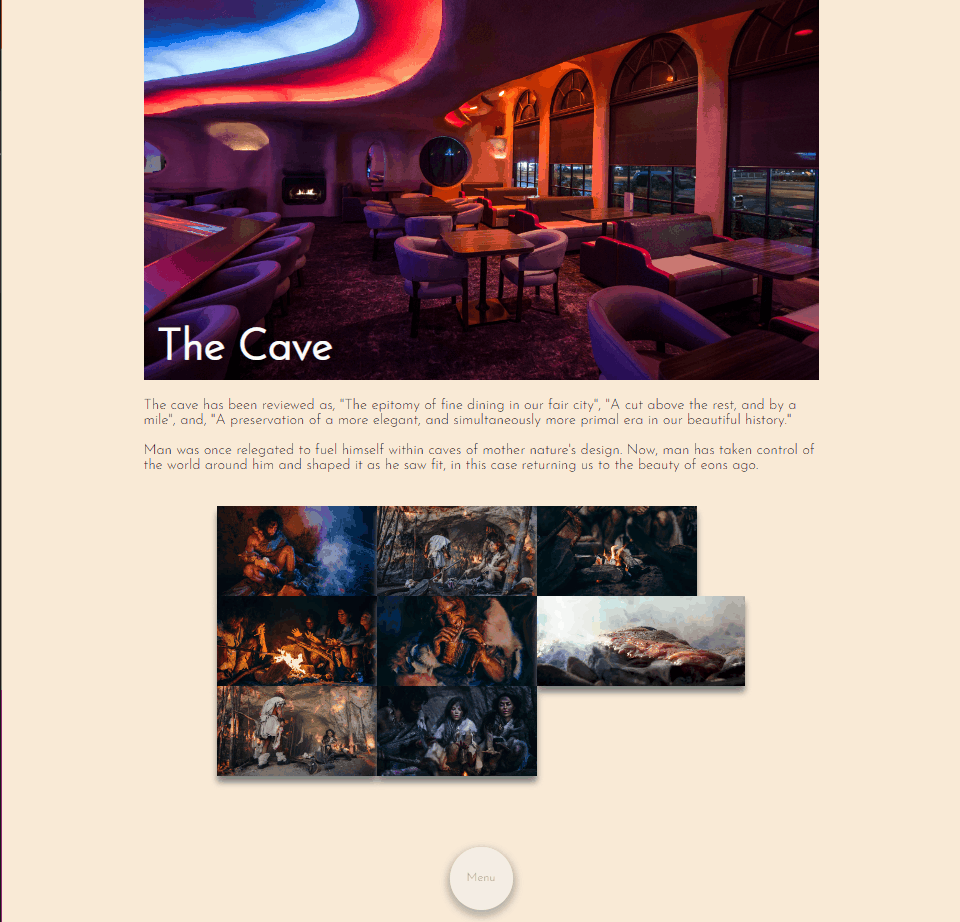 The Cave
The cave has been reviewed as, "The epitomy of fine dining in our fair city", "A cut above the rest, and by a
mile", and, "A preservation of a more elegant, and simultaneously more primal era in our beautiful history."
Man was once relegated to fuel himself within caves of mother nature's design. Now, man has taken control of
the world around him and shaped it as he saw fit, in this case returning us to the beauty of eons ago.
Menu